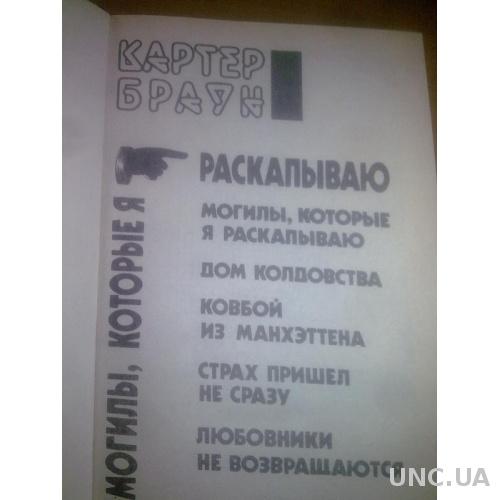 КАРТЕР
БРАУН
МОГИЛЫ, КОТОРЫЕ Я
РАСКАПЫВАЮ
МОГИЛЫ, КОТОРЫЕ
Я РАСКАПЫВАЮ
ДОМ КОЛДОВСТВА
КОВБОЙ
ИЗ МАНХЭТТЕНА
СТРАХ ПРИШЕЛ
НЕ СРАЗУ
ЛЮБОВНИКИ
НЕ ВОЗВРАЩАЮТСЯ
UNC.UA